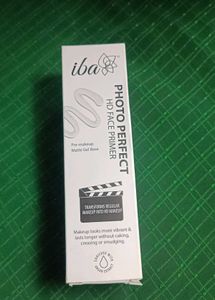 iba
PHOTO PERFECT
HD FACE PRIMER
Pre-makeup
Matte Gel Base
TRANSFORMS REGULAR
MAKEUP INTO HD MAKEUP
Makeup looks more vibrant &
lasts longer without caking,
creasing or smudging.